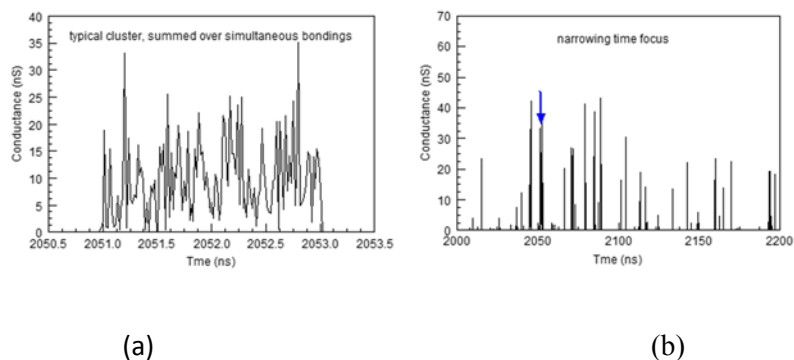 typical cluster, summed over simultaneous bondings
Conductance (nS)
40
35
30
25
20
15
10
5
0
2050.5 2051.0 2051.5 2052.0 2052.5 2053.0 2053.5
Tme (ns)
(a)
narrowing time focus
Conductance (nS)
70
60
50
40
30
20
10
0
2000 2050 2100 2150 2200
Tme (ns)
(b)